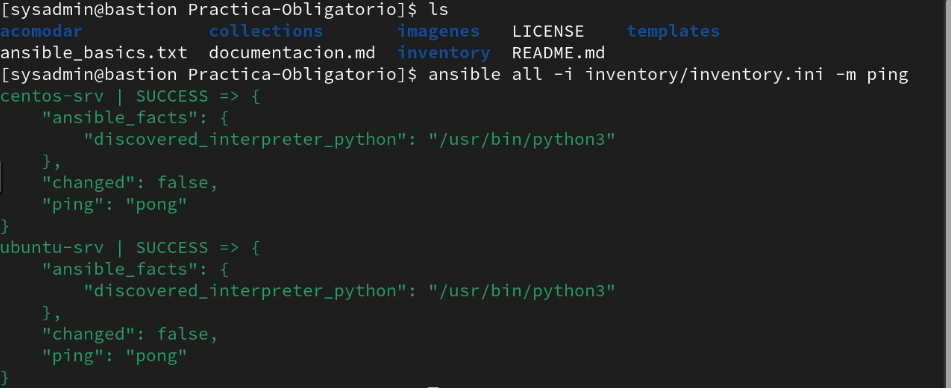 [sysadmin@bastion Practica-Obligatorio]$ ls
acomodar collections imagenes LICENSE templates
ansible_basics.txt documentacion.md inventory README.md
[sysadmin@bastion Practica-Obligatorio]$ ansible all -i inventory/inventory.ini -m ping
centos-srv | SUCCESS => {
    "ansible_facts": {
        "discovered_interpreter_python": "/usr/bin/python3"
    },
    "changed": false,
    "ping": "pong"
}
ubuntu-srv | SUCCESS => {
    "ansible_facts": {
        "discovered_interpreter_python": "/usr/bin/python3"
    },
    "changed": false,
    "ping": "pong"
}